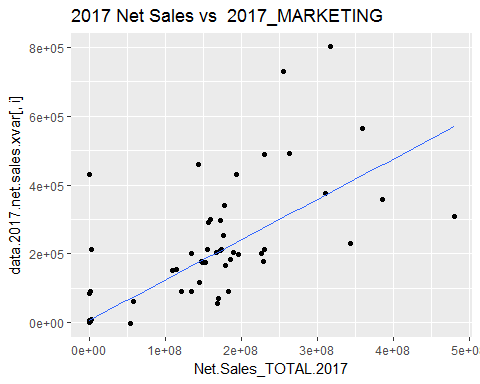 2017 Net Sales vs  2017_MARKETING
data.2017.net.sales.xvar[, i]
8e+05
6e+05
4e+05
2e+05
0e+00
0e+00 1e+08 2e+08 3e+08 4e+08 5e+0
Net.Sales_TOTAL.2017